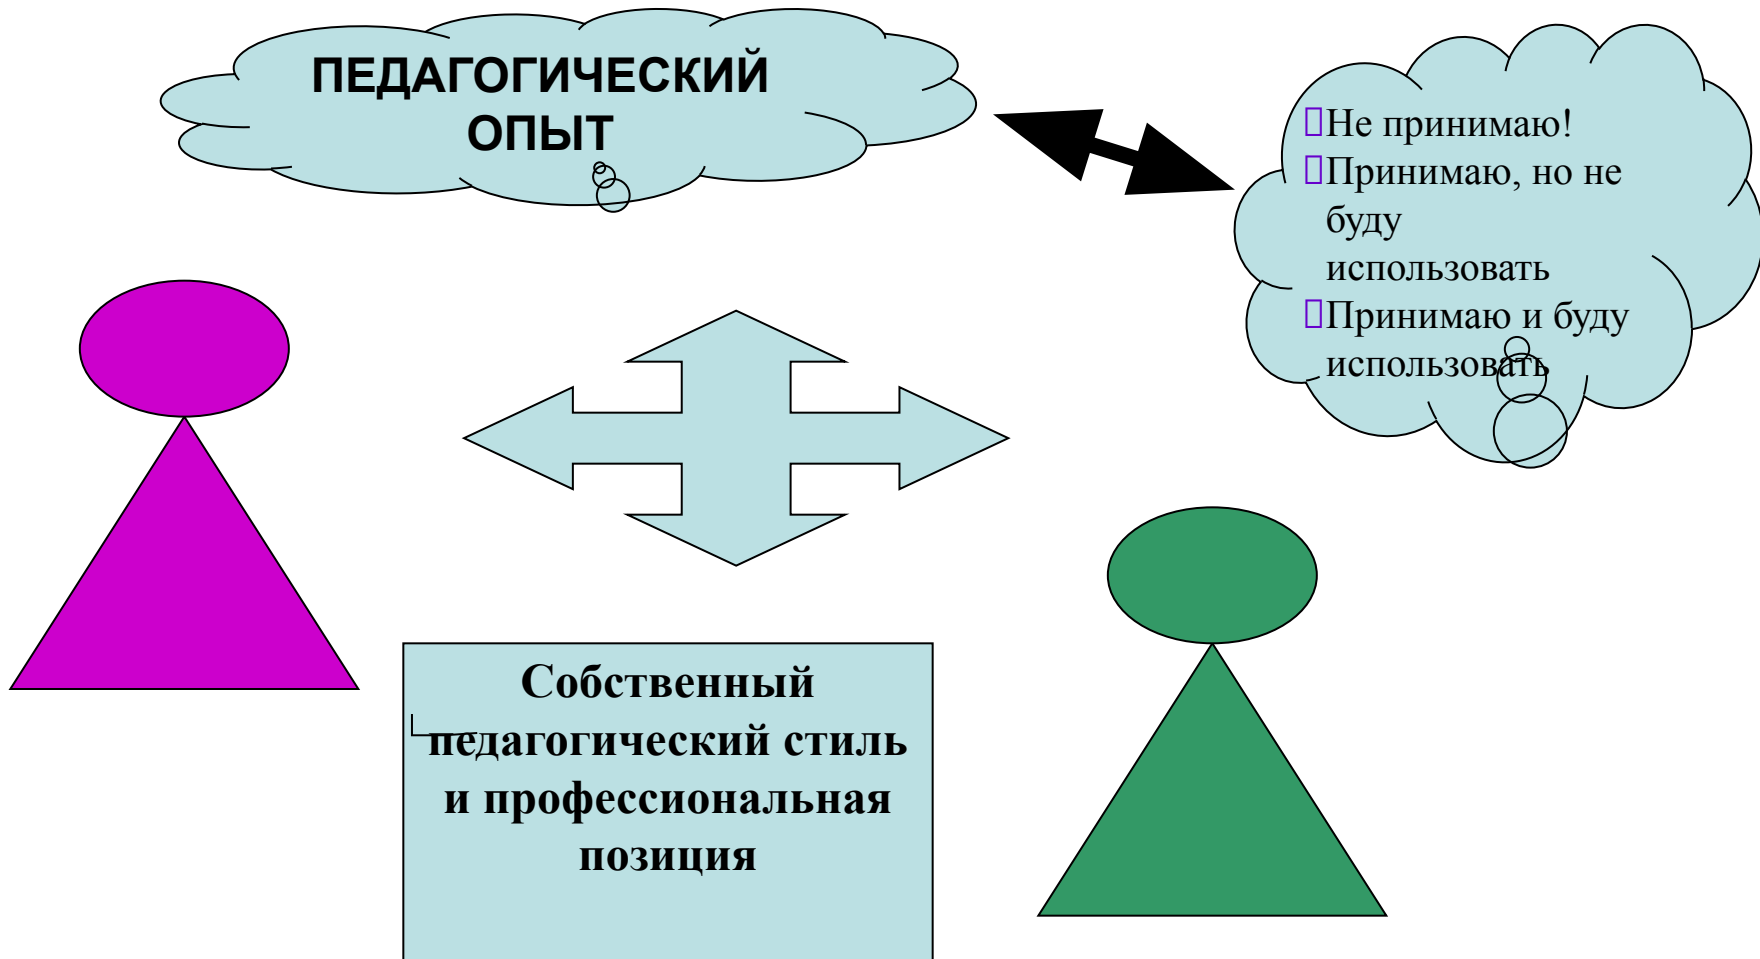 ПЕДАГОГИЧЕСКИЙ
ОПЫТ
Не принимаю!
Принимаю, но не
буду
использовать
Принимаю и буду
использовать
Собственный
педагогический стиль
и профессиональная
позиция